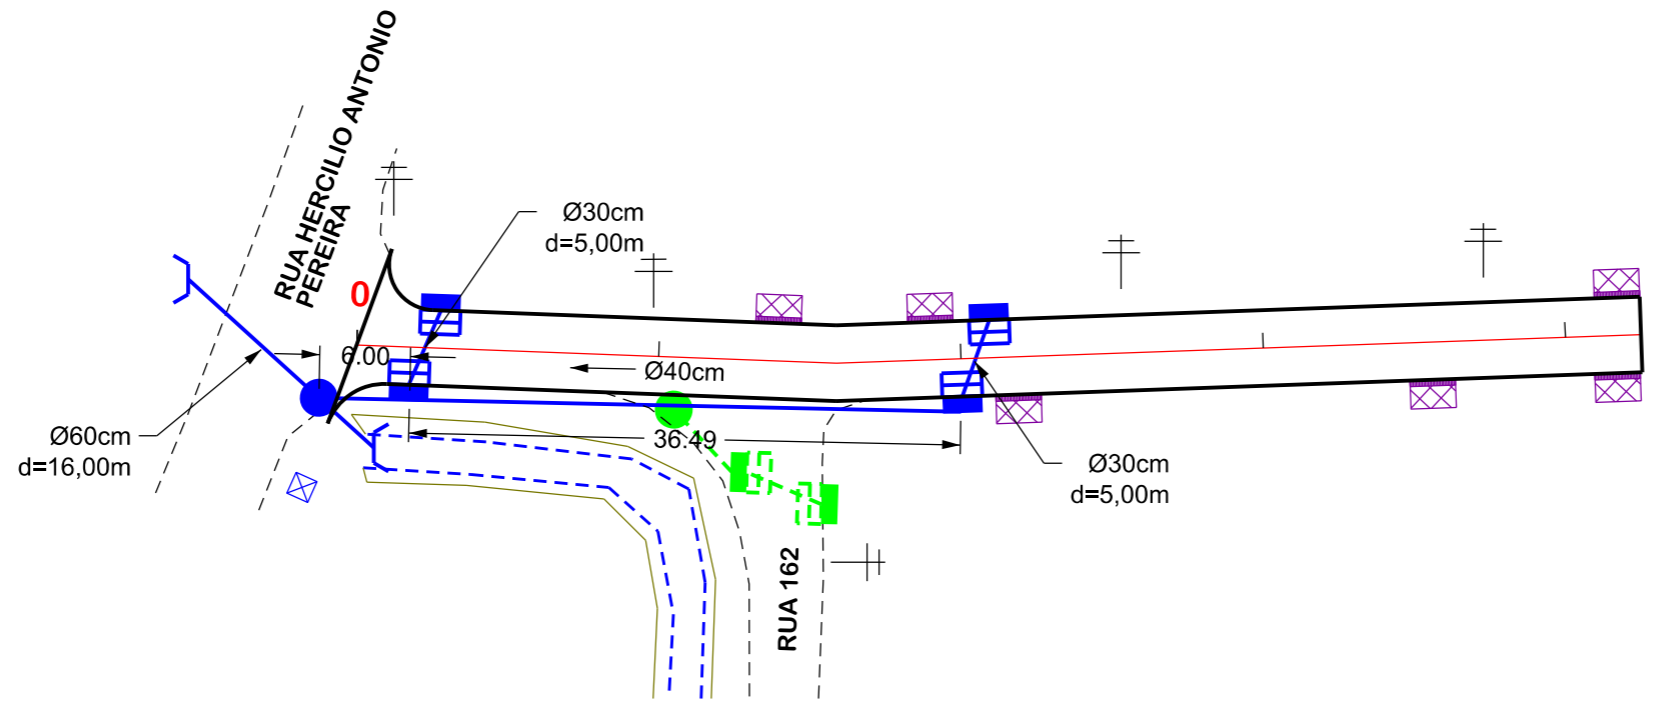 RUA HERCILIO ANTONIO
PEREIRA
0
Ø30cm
d=5,00m
6.00
Ø40cm
36.49
Ø60cm
d=16,00m
Ø30cm
d=5,00m
RUA 162